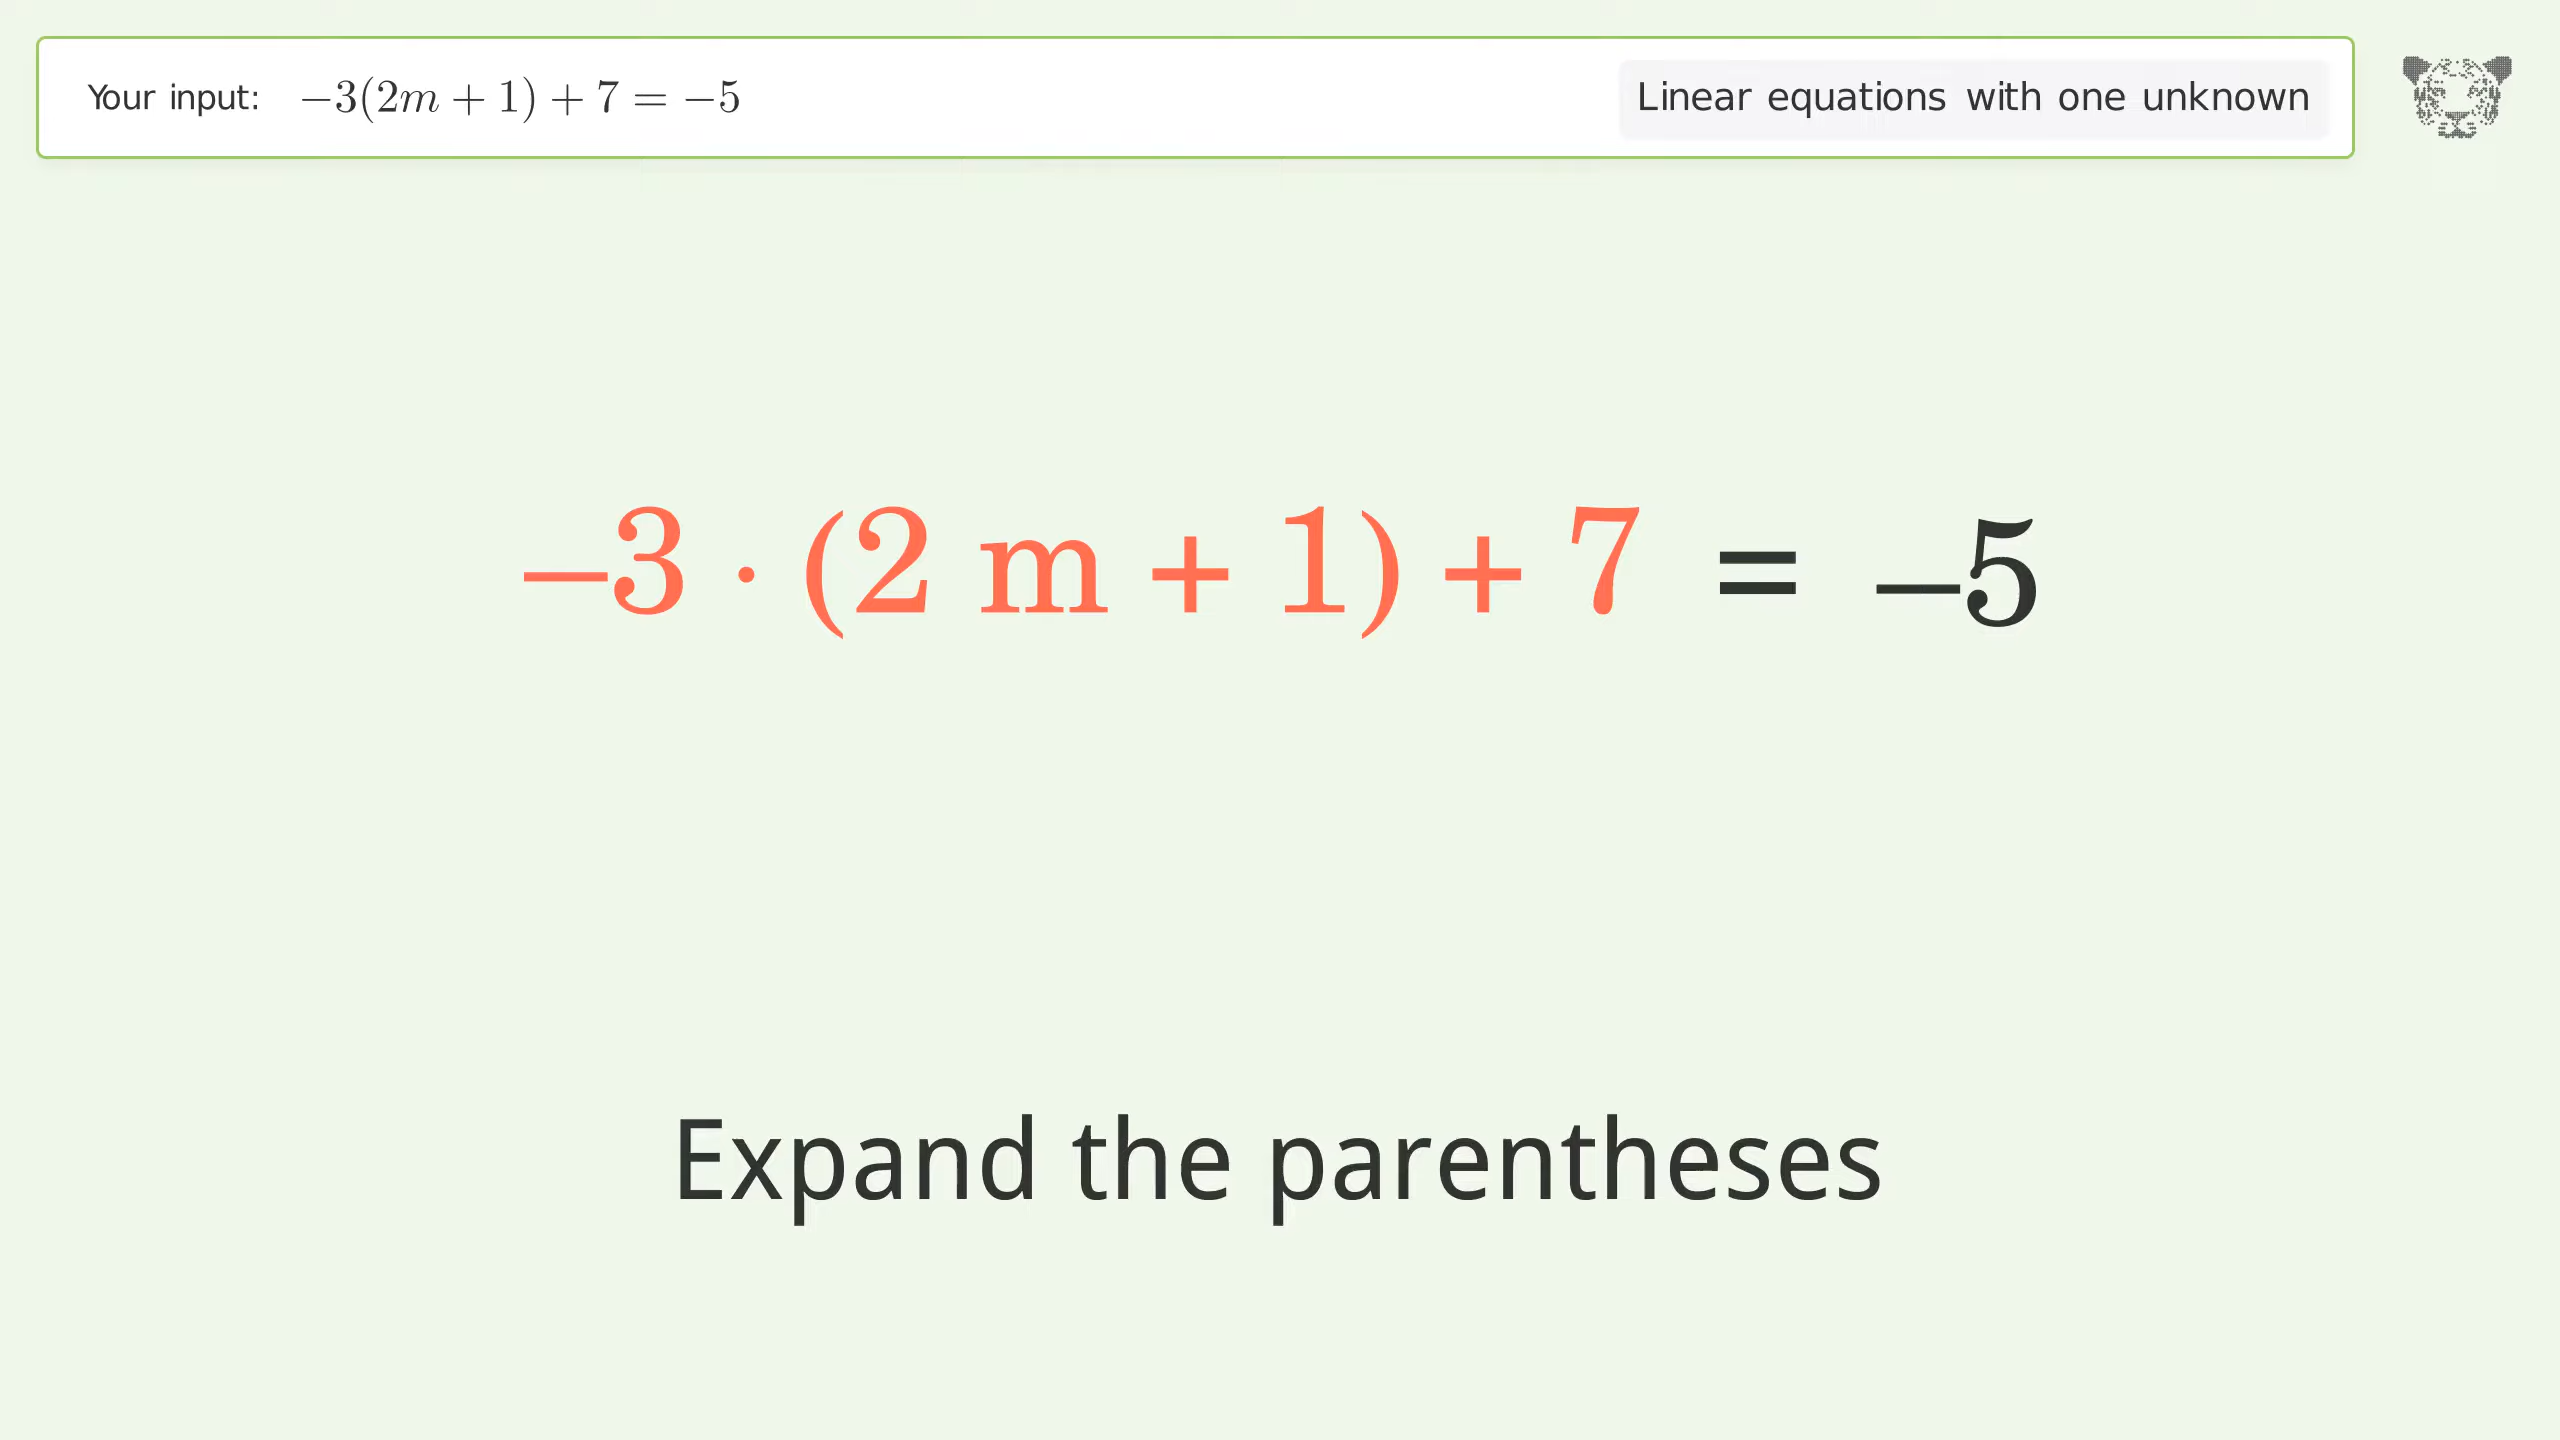 Your input: −3(2m + 1) + 7 = −5 Linear equations with one unknown
−3 · (2 m + 1) + 7 = −5
Expand the parentheses